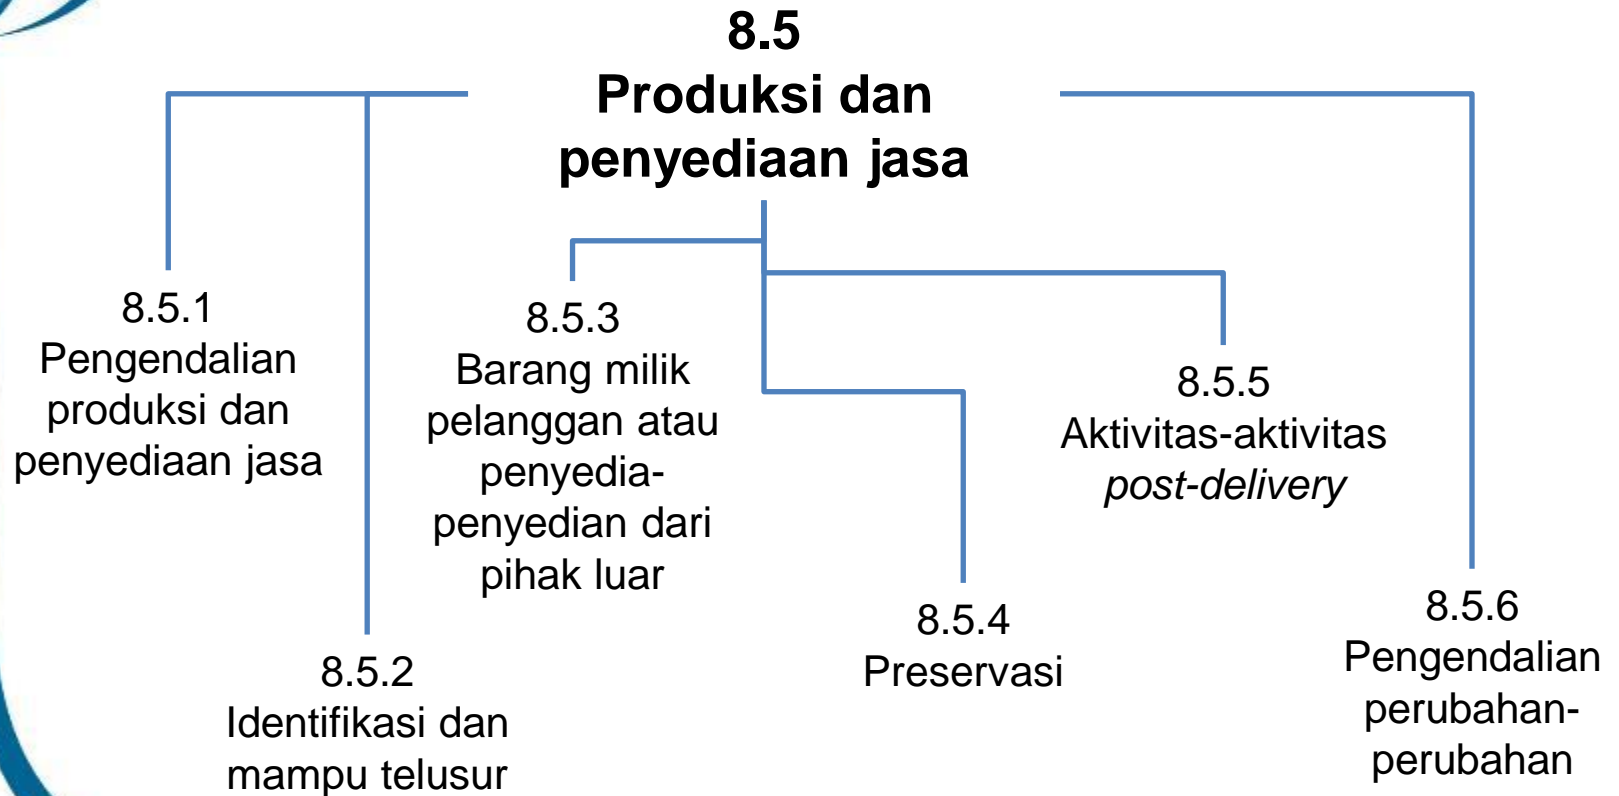 8.5
Produksi dan
penyediaan jasa
8.5.1
Pengendalian
produksi dan
penyediaan jasa
8.5.2
Identifikasi dan
mampu telusur
8.5.3
Barang milik
pelanggan atau
penyedia-
penyedian dari
pihak luar
8.5.4
Preservasi
8.5.5
Aktivitas-aktivitas
post-delivery
8.5.6
Pengendalian
perubahan-
perubahan